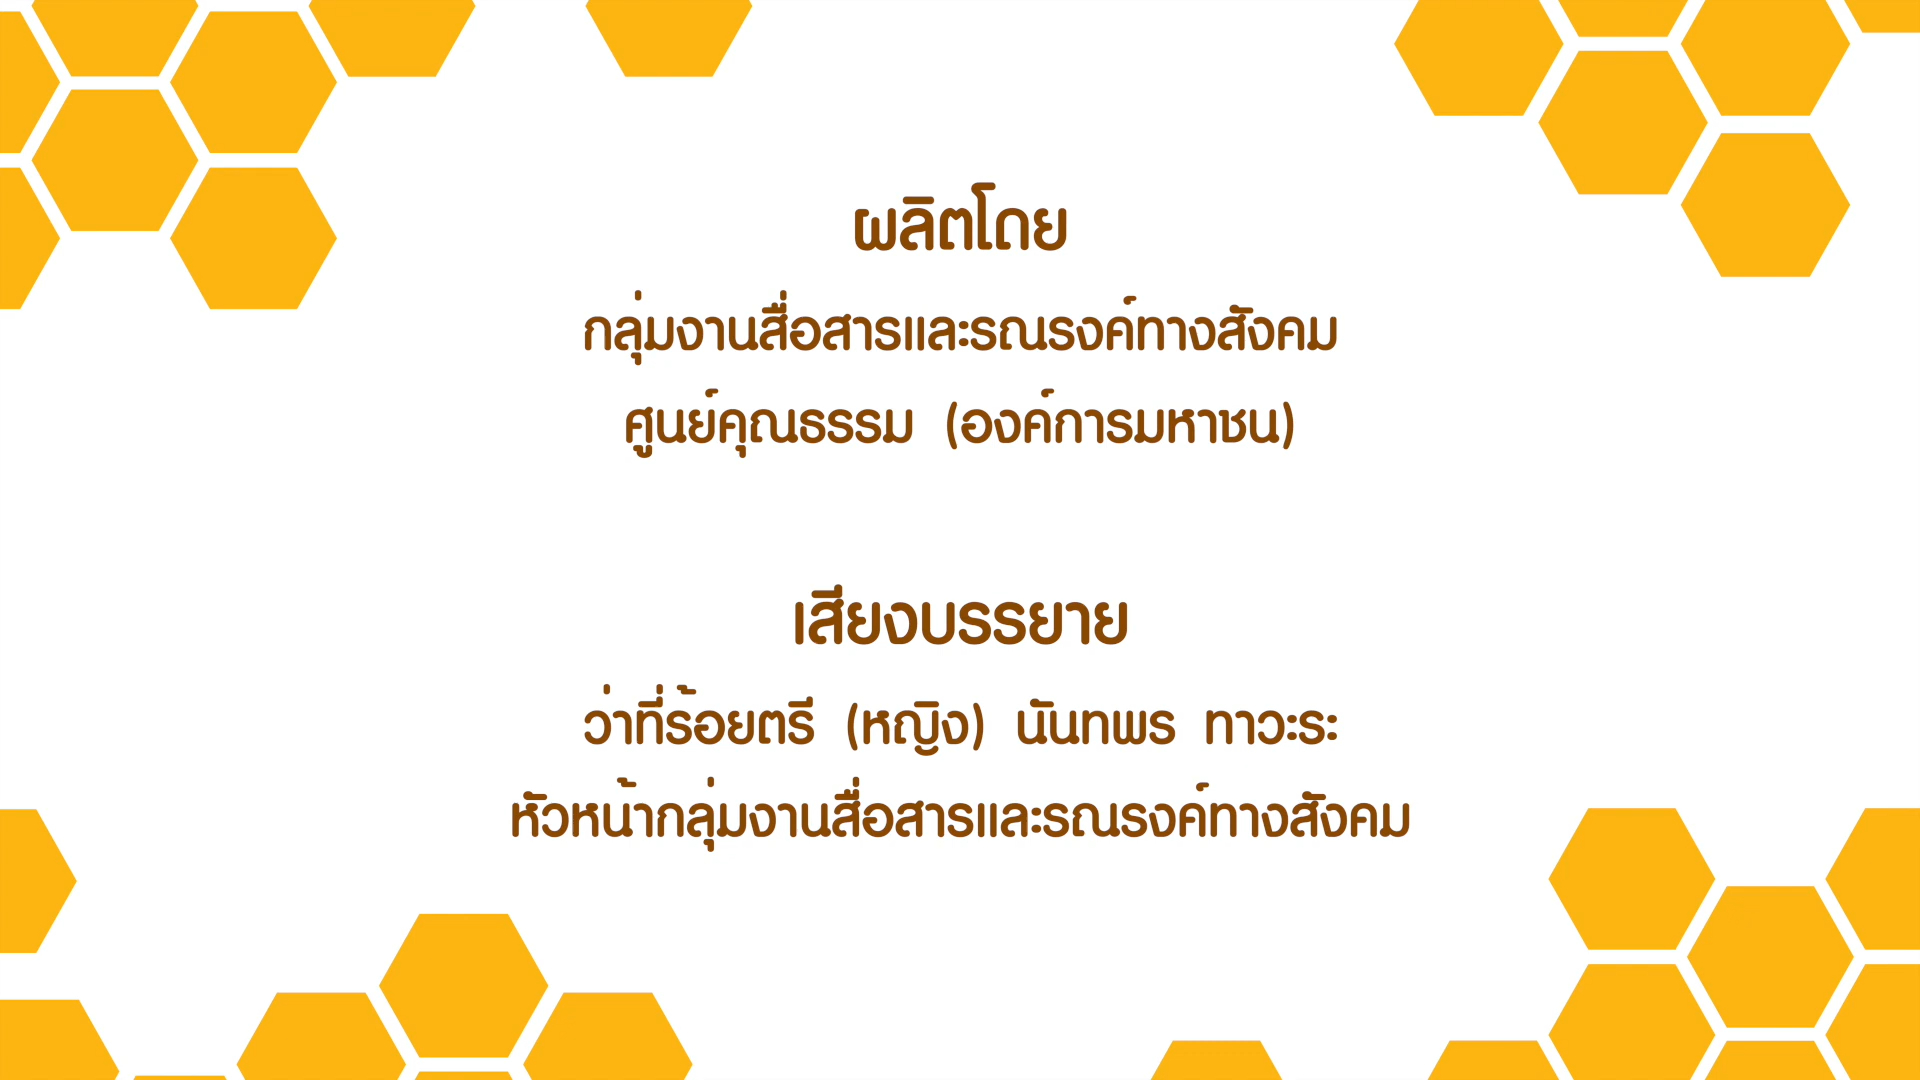 ผลิตโดย
กลุ่มงานสื่อสารและรณรงค์ทางสังคม
ศูนย์คุณธรรม (องค์การมหาชน)
เสียงบรรยาย
ว่าที่ร้อยตรี (หญิง) นันทพร ทาวะระ
หัวหน้ากลุ่มงานสื่อสารและรณรงค์ทางสังคม